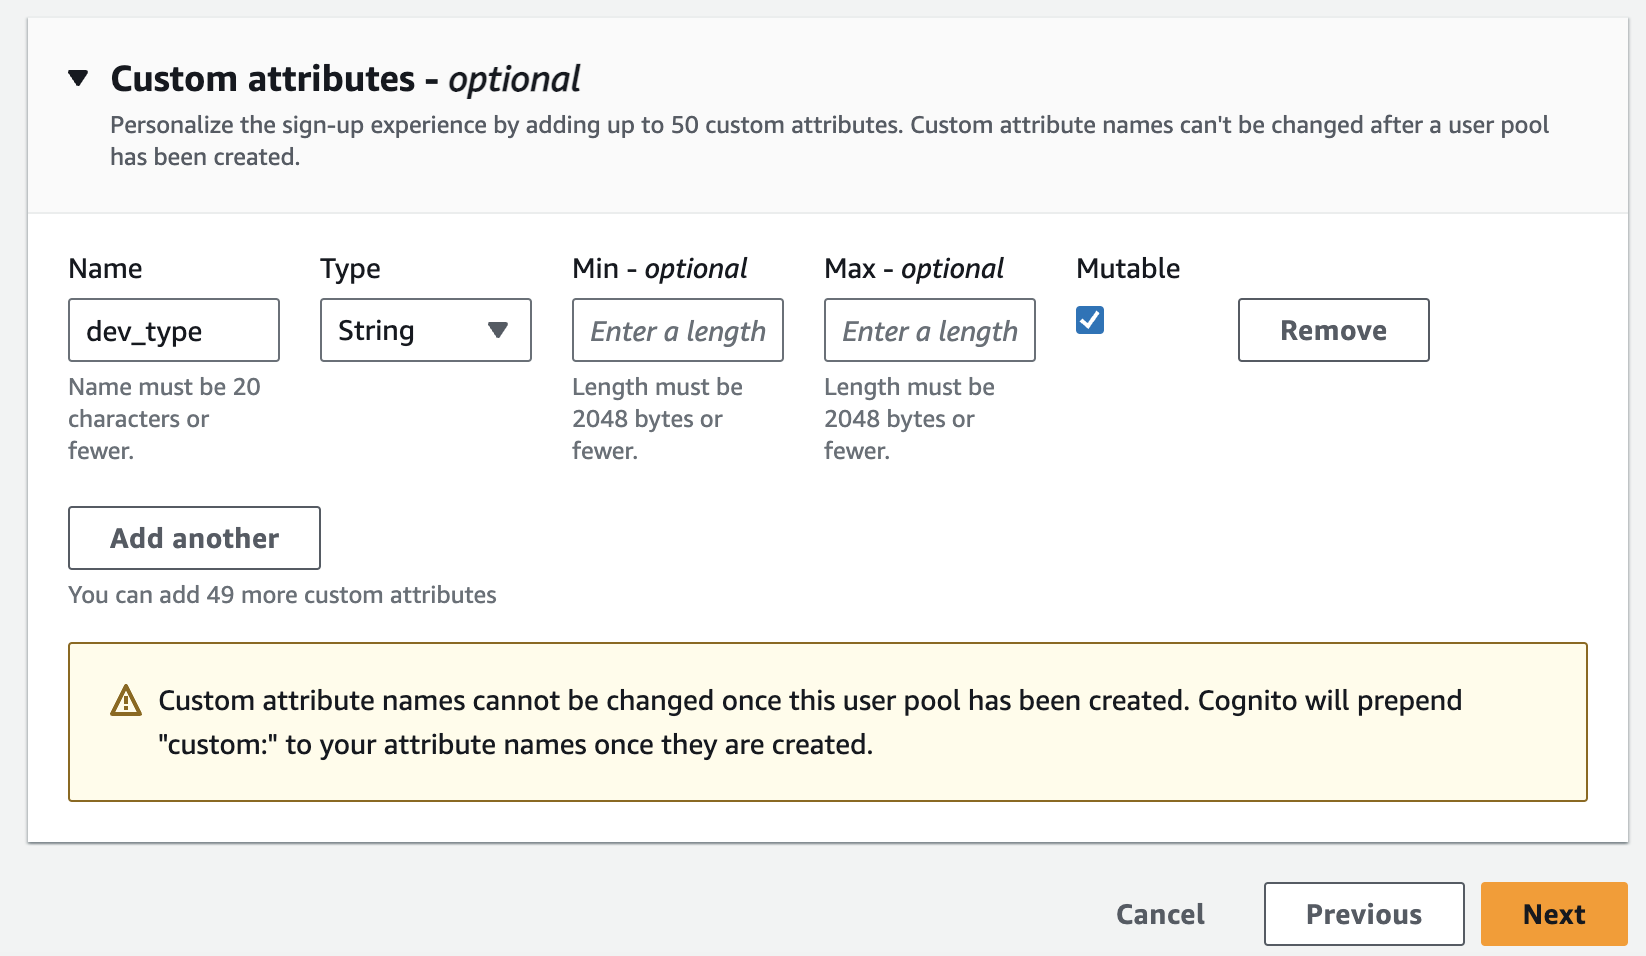 Custom attributes - optional
Personalize the sign-up experience by adding up to 50 custom attributes. Custom attribute names can't be changed after a user pool
has been created.
Name
Type
Min - optional
Max - optional
Mutable
dev_type
String
Enter a length
Enter a length
Remove
Name must be 20
characters or
fewer.
Length must be
2048 bytes or
fewer.
Length must be
2048 bytes or
fewer.
Add another
You can add 49 more custom attributes
Custom attribute names cannot be changed once this user pool has been created. Cognito will prepend
"custom:" to your attribute names once they are created.
Cancel
Previous
Next